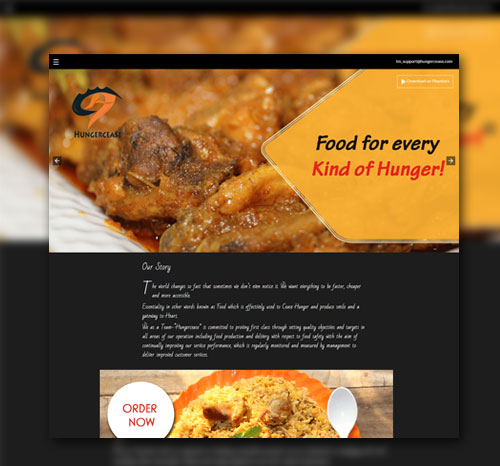 hi_support@hungercease.com
Download on Playstore
HUNGERCEASE
Food for every
Kind of Hunger!
Our Story
The world changes so fast that sometimes we don't even notice it. We want everything to be faster, cheaper
and more accessible.
Essentiality in other words known as Food which is effectively used to Cease Hunger and produce smile and a
gateway to Heart.
We as a Team-"Hungercease" is committed to proving first class through setting quality objectives and targets in
all areas of our operation including food production and delivery with respect to food safety with the aim of
continually improving our service performance, which is regularly monitored and measured by management to
deliver improved customer services.
ORDER
NOW